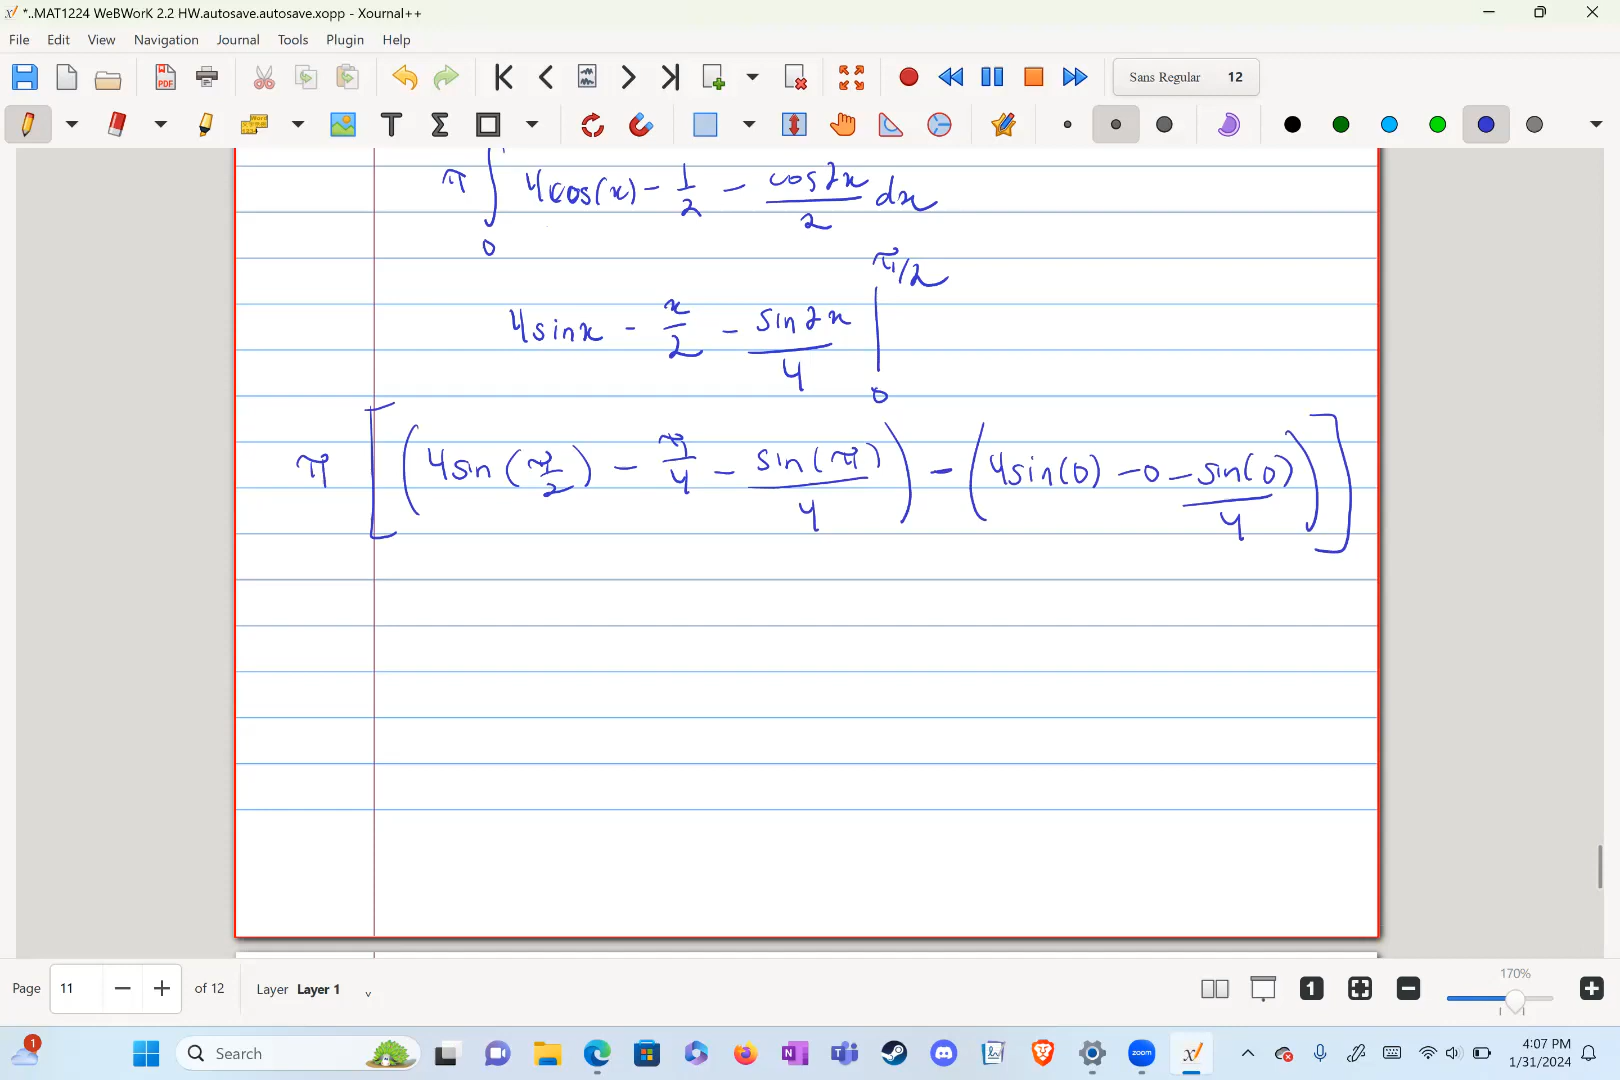 *..MAT1224 WeBWorK 2.2 HW.autosave.autosave.xopp - Xournal++
File Edit View Navigation Journal Tools Plugin Help
PDF Sans Regular 12
π ∫ 0 4cos(x) - 1/2 - cos2x/2 dx
4sinx - x/2 - sin2x/4 | 0 π/2
π [(4sin(π/2) - π/4 - sin(π)/4) - (4sin(0) - 0 - sin(0)/4)]
Page 11 of 12 Layer Layer 1 170%
1 Search zoom 4:07 PM
1/31/2024